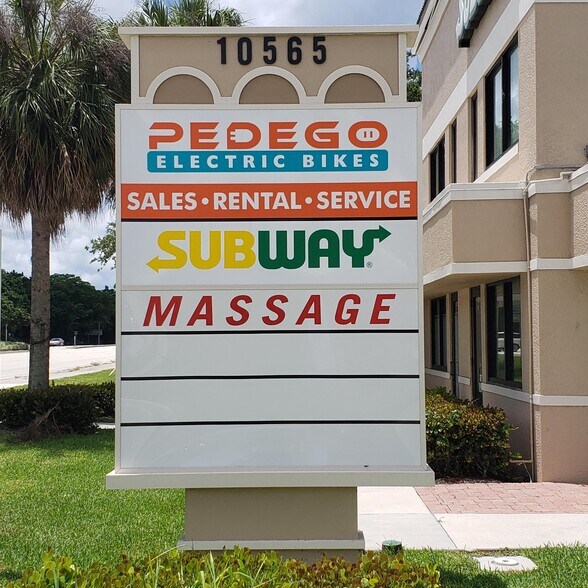 10565
PEDEGO
ELECTRIC BIKES
SALES • RENTAL • SERVICE
SUBWAY®
MASSAGE